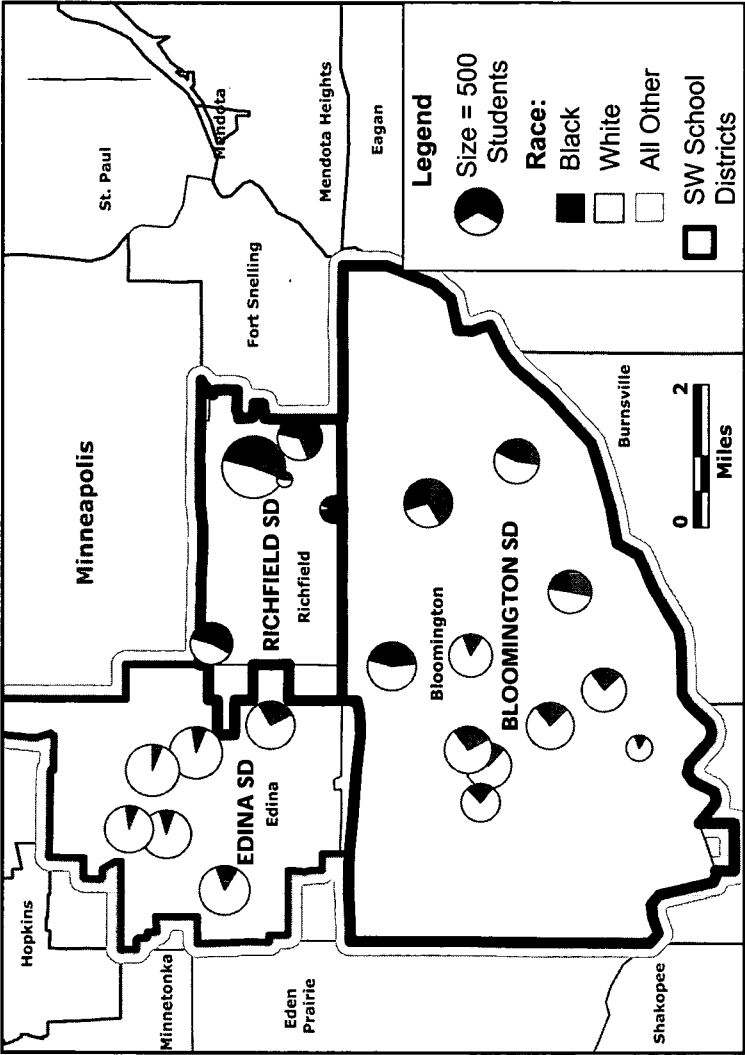 Hopkins
Minneapolis
St. Paul
Mendota
Minnetonka
Fort Snelling
Mendota Heights
Eagan
Eden
Prairie
EDINA SD
Edina
RICHFIELD SD
Richfield
Bloomington
BLOOMINGTON SD
Burnsville
Shakopee
0 2
Miles
Legend
Size = 500
Students
Race:
Black
White
All Other
SW School
Districts